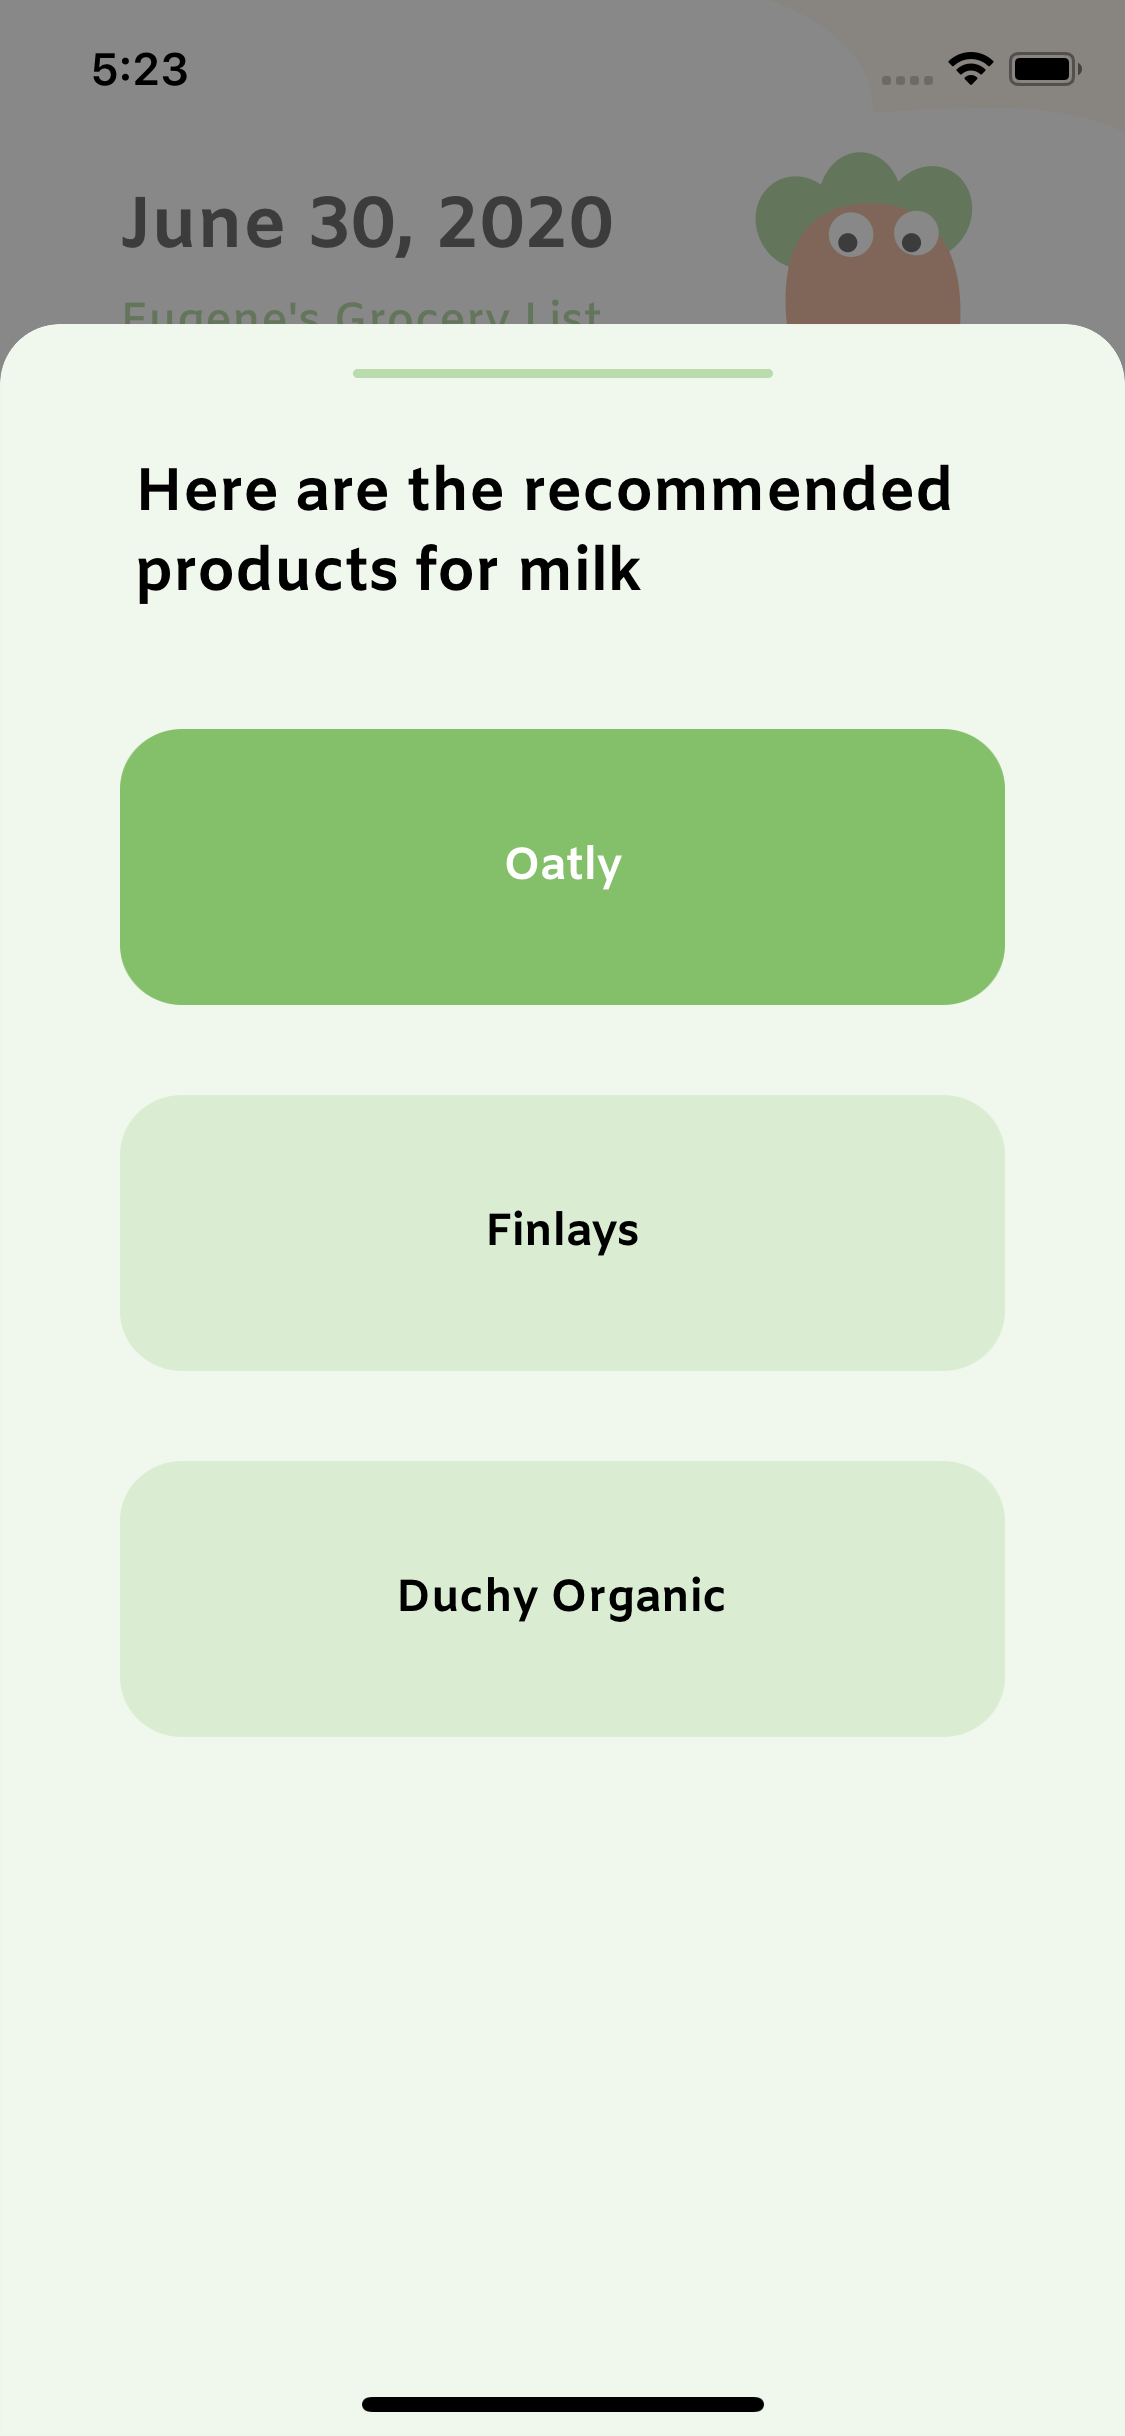 5:23
June 30, 2020
Eugene's Grocery List
Here are the recommended
products for milk
Oatly
Finlays
Duchy Organic